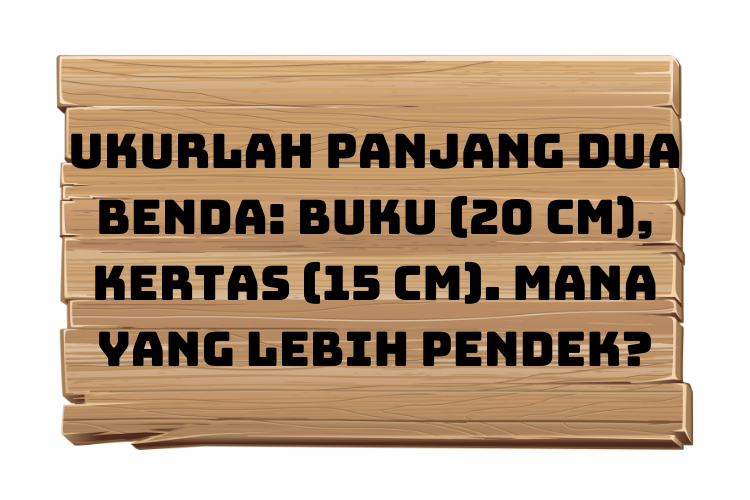 UKURLAH PANJANG DUA
BENDA: BUKU (20 CM),
KERTAS (15 CM). MANA
YANG LEBIH PENDEK?